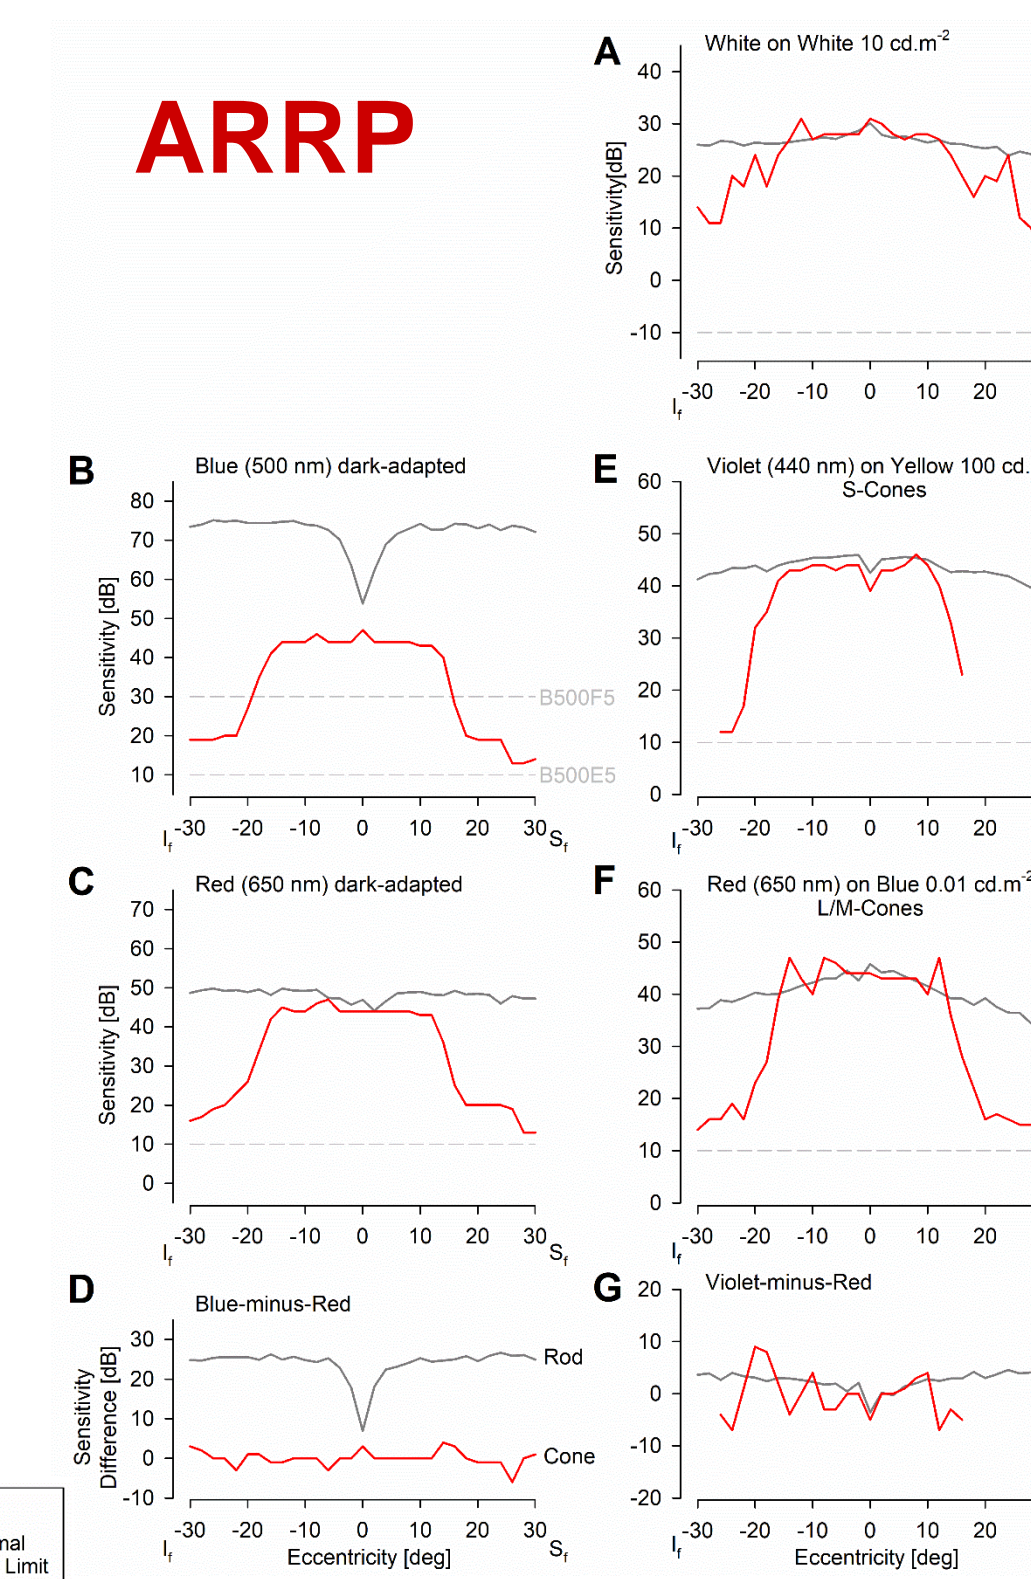 ARRP
A
White on White 10 cd.m-2
Sensitivity[dB]
40
30
20
10
0
-10
-30 -20 -10 0 10 20
If
B
Blue (500 nm) dark-adapted
Sensitivity [dB]
80
70
60
50
40
30
20
10
B500F5
B500E5
-30 -20 -10 0 10 20 30
If Sf
E
Violet (440 nm) on Yellow 100 cd.
S-Cones
60
50
40
30
20
10
0
-30 -20 -10 0 10 20
If
C
Red (650 nm) dark-adapted
Sensitivity [dB]
70
60
50
40
30
20
10
0
-30 -20 -10 0 10 20 30
If Sf
F
Red (650 nm) on Blue 0.01 cd.m-2
L/M-Cones
60
50
40
30
20
10
0
-30 -20 -10 0 10 20
If
D
Blue-minus-Red
Sensitivity
Difference [dB]
30
20
10
0
-10
Rod
Cone
-30 -20 -10 0 10 20 30
If Sf
Eccentricity [deg]
G
Violet-minus-Red
20
10
0
-10
-20
-30 -20 -10 0 10 20
If
Eccentricity [deg]
nal
Limit